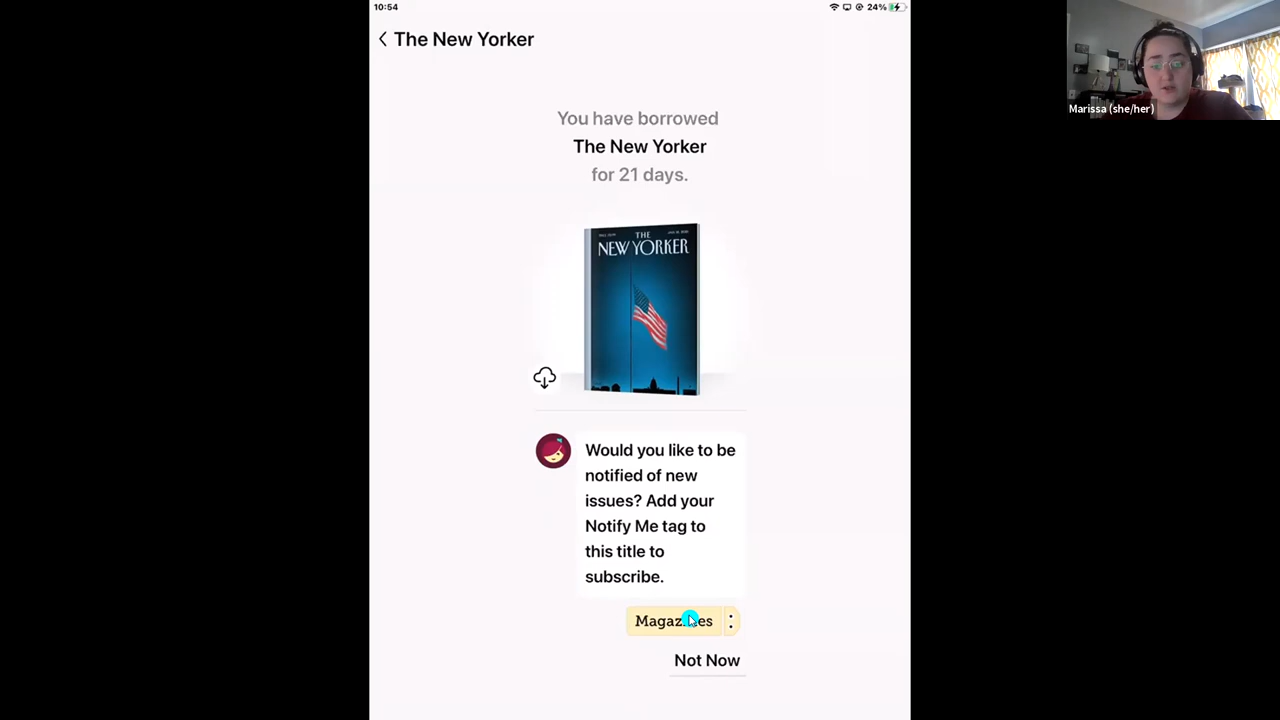 10:54
24%
The New Yorker
Marissa (she/her)
You have borrowed
The New Yorker
for 21 days.
THE
NEW YORKER
Would you like to be
notified of new
issues? Add your
Notify Me tag to
this title to
subscribe.
Magazines
Not Now